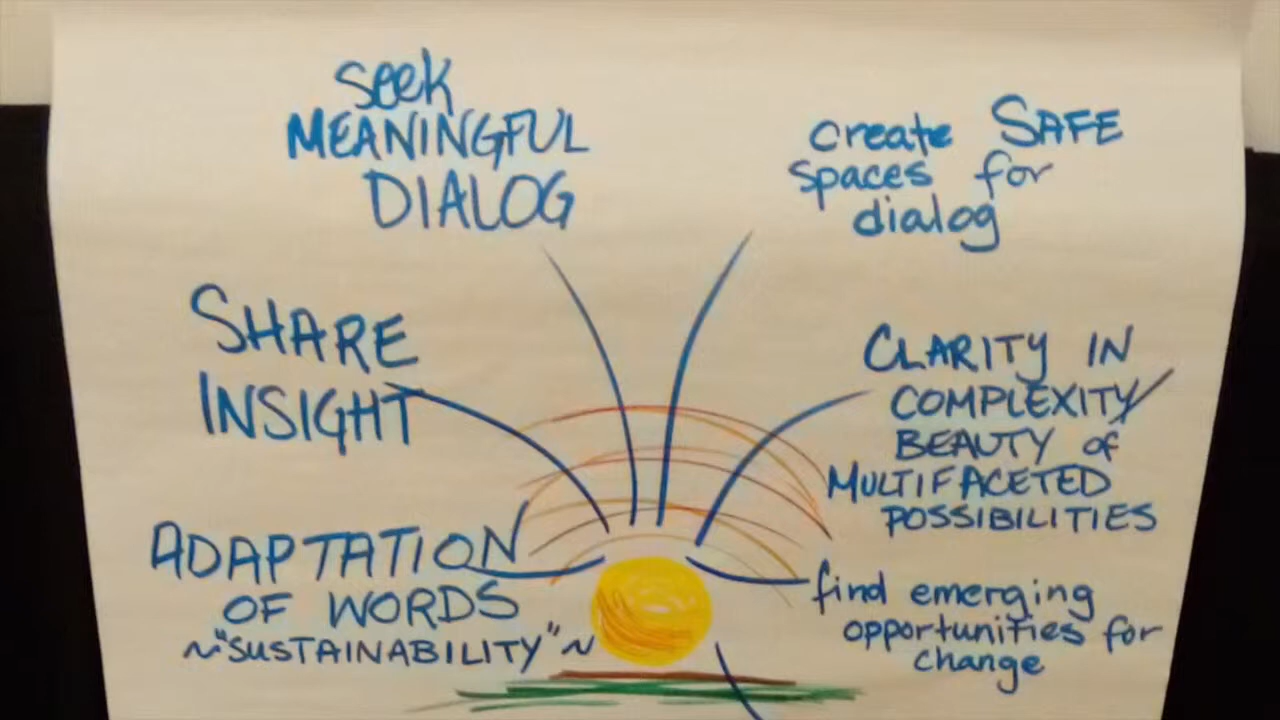 seek
MEANINGFUL
DIALOG
create SAFE
spaces for
dialog
SHARE
INSIGHT
CLARITY IN
COMPLEXITY/
BEAUTY of
MULTIFACETED
POSSIBILITIES
ADAPTATION
OF WORDS
~"SUSTAINABILITY"~
find emerging
opportunities for
change